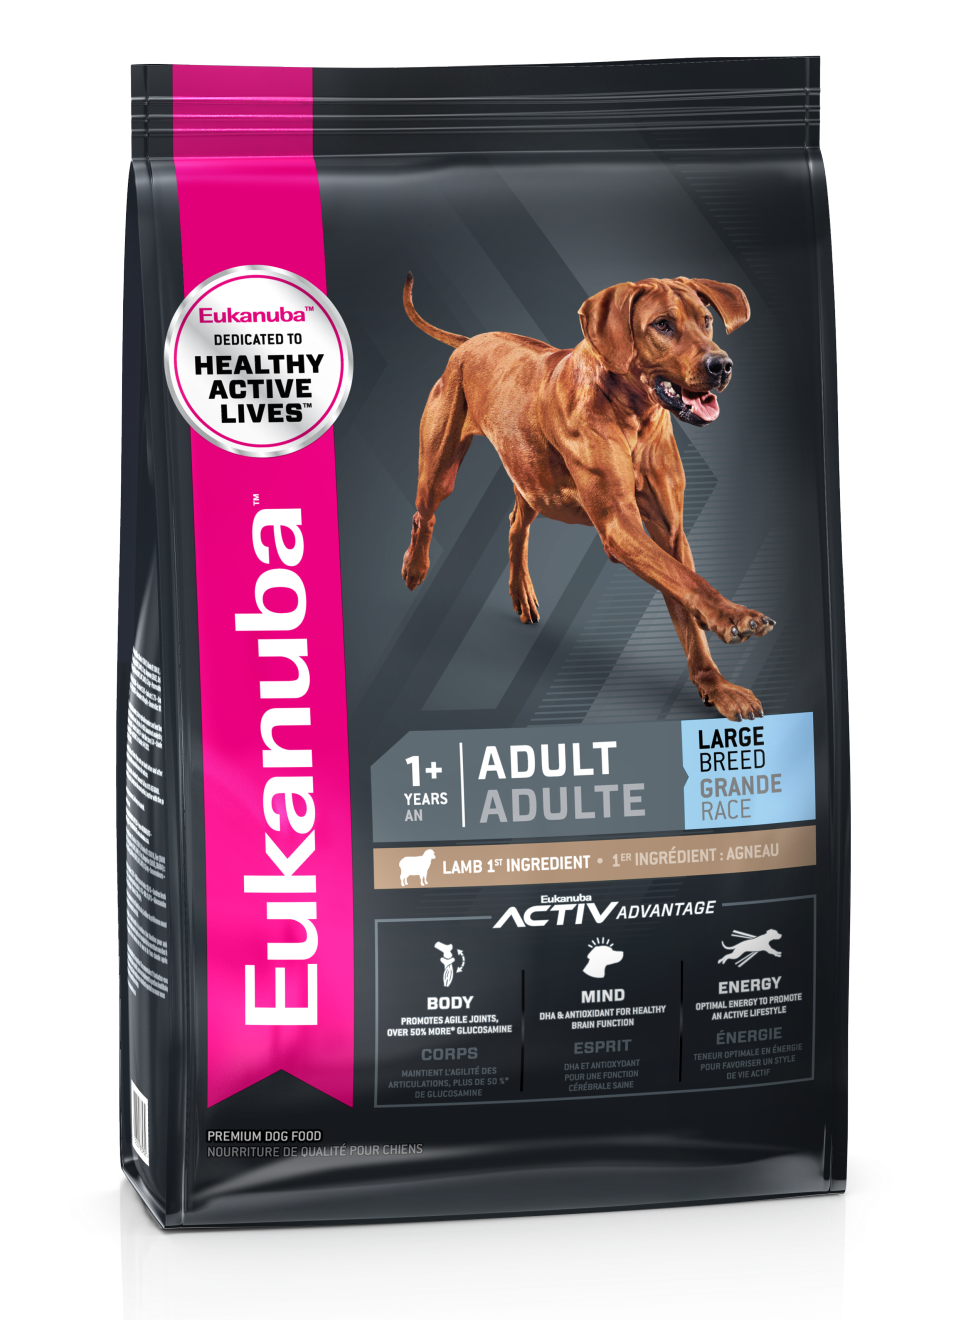 Eukanuba™
DEDICATED TO
HEALTHY
ACTIVE
LIVES™
Eukanuba™
1+
YEARS
AN
ADULT
ADULTE
LARGE
BREED
GRANDE
RACE
LAMB 1ST INGREDIENT • 1ER INGRÉDIENT : AGNEAU
Eukanuba
ACTIV ADVANTAGE
BODY
PROMOTES AGILE JOINTS,
OVER 50% MORE* GLUCOSAMINE
CORPS
MAINTIENT L'AGILITÉ DES
ARTICULATIONS, PLUS DE 50 %*
DE GLUCOSAMINE
MIND
DHA & ANTIOXIDANT FOR HEALTHY
BRAIN FUNCTION
ESPRIT
DHA ET ANTIOXYDANT
POUR UNE FONCTION
CÉRÉBRALE SAINE
ENERGY
OPTIMAL ENERGY TO PROMOTE
AN ACTIVE LIFESTYLE
ÉNERGIE
TENEUR OPTIMALE EN ÉNERGIE
POUR FAVORISER UN STYLE
DE VIE ACTIF
PREMIUM DOG FOOD
NOURRITURE DE QUALITÉ POUR CHIENS